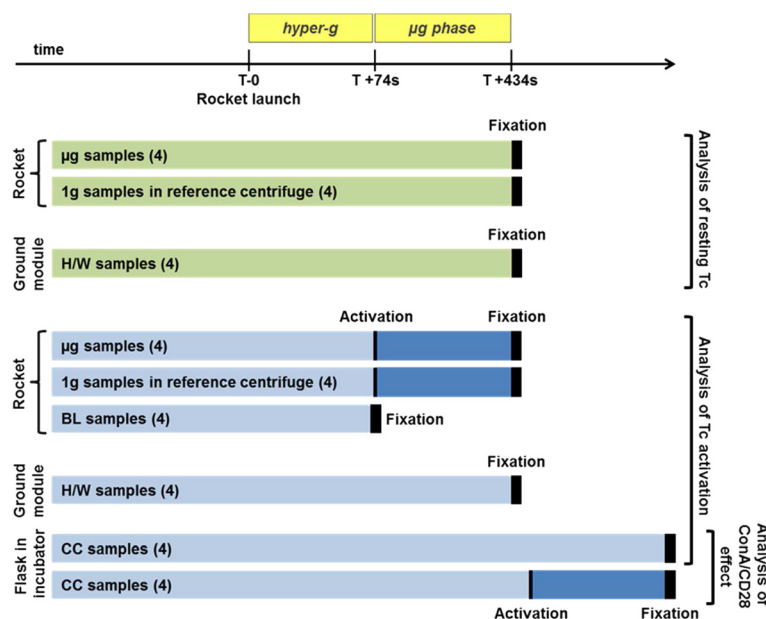 hyper-g
µg phase
time
T-0
T +74s
T +434s
Rocket launch
Fixation
Rocket
µg samples (4)
1g samples in reference centrifuge (4)
Analysis of resting Tc
Fixation
Ground
module
H/W samples (4)
Activation
Fixation
Rocket
µg samples (4)
1g samples in reference centrifuge (4)
BL samples (4)
Fixation
Analysis of Tc activation
Fixation
Ground
module
H/W samples (4)
Flask in
incubator
CC samples (4)
CC samples (4)
Analysis of
ConA/CD28
effect
Activation
Fixation